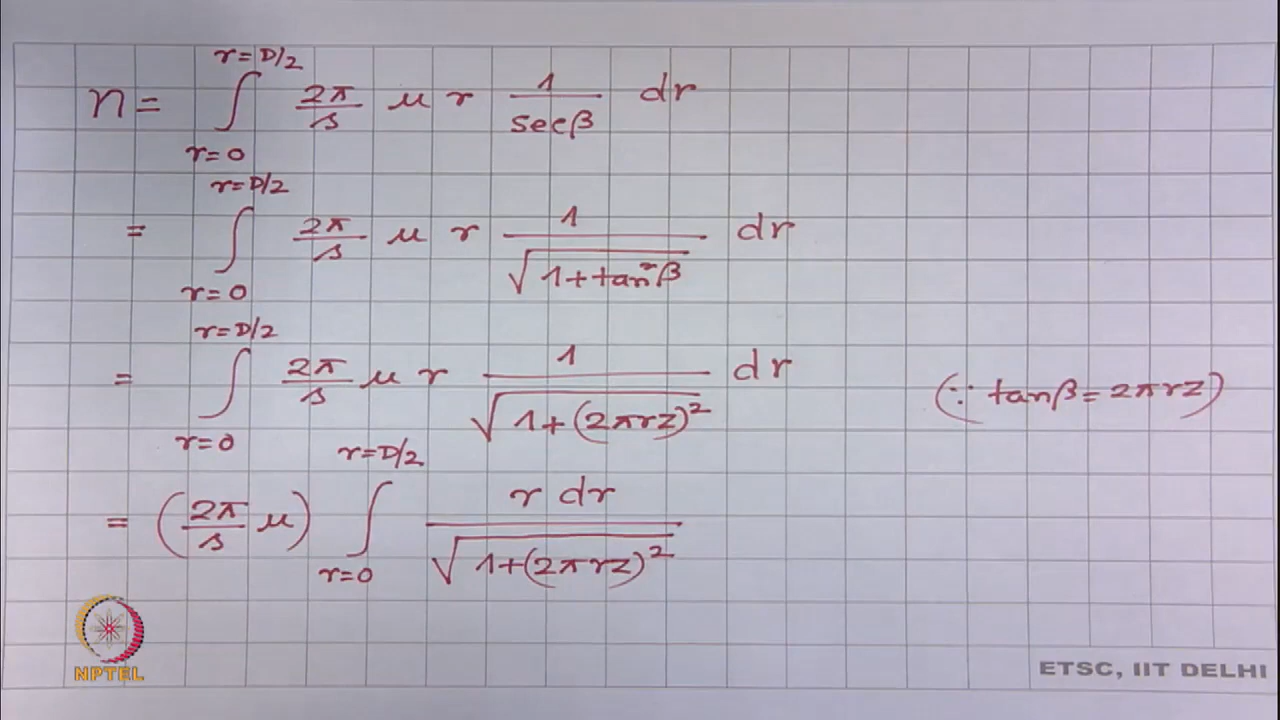 r=D/2
n = ∫ 2π/s μ r 1/secβ dr
r=0
r=D/2
= ∫ 2π/s μ r 1/√(1+tan²β) dr
r=0
r=D/2
= ∫ 2π/s μ r 1/√(1+(2πrz)²) dr (∵ tanβ = 2πrz)
r=0
r=D/2
= (2π/s μ) ∫ r dr/√(1+(2πrz)²)
r=0
NPTEL
ETSC, IIT DELHI